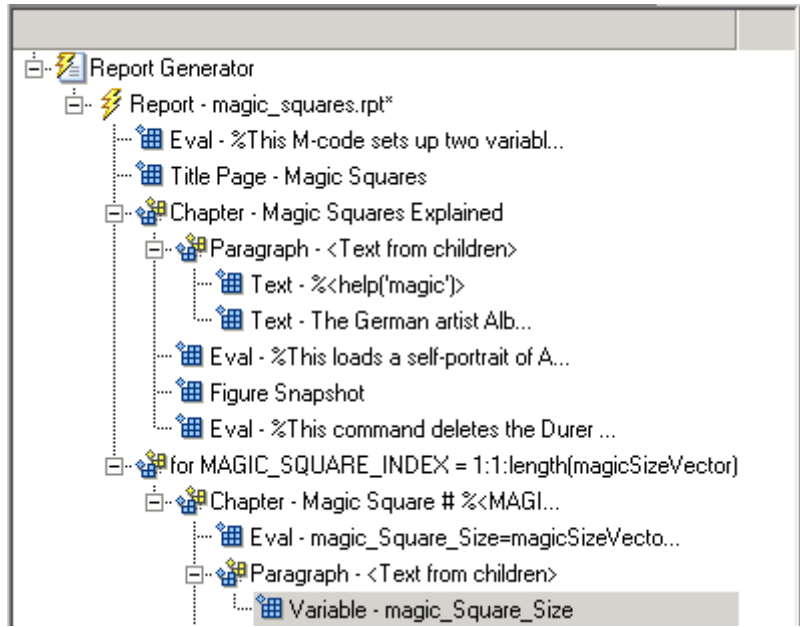 Report Generator
Report - magic_squares.rpt*
Eval - %This M-code sets up two variabl...
Title Page - Magic Squares
Chapter - Magic Squares Explained
Paragraph - <Text from children>
Text - %<help('magic')>
Text - The German artist Alb...
Eval - %This loads a self-portrait of A...
Figure Snapshot
Eval - %This command deletes the Durer ...
for MAGIC_SQUARE_INDEX = 1:1:length(magicSizeVector)
Chapter - Magic Square # %<MAGI...
Eval - magic_Square_Size=magicSizeVecto...
Paragraph - <Text from children>
Variable - magic_Square_Size